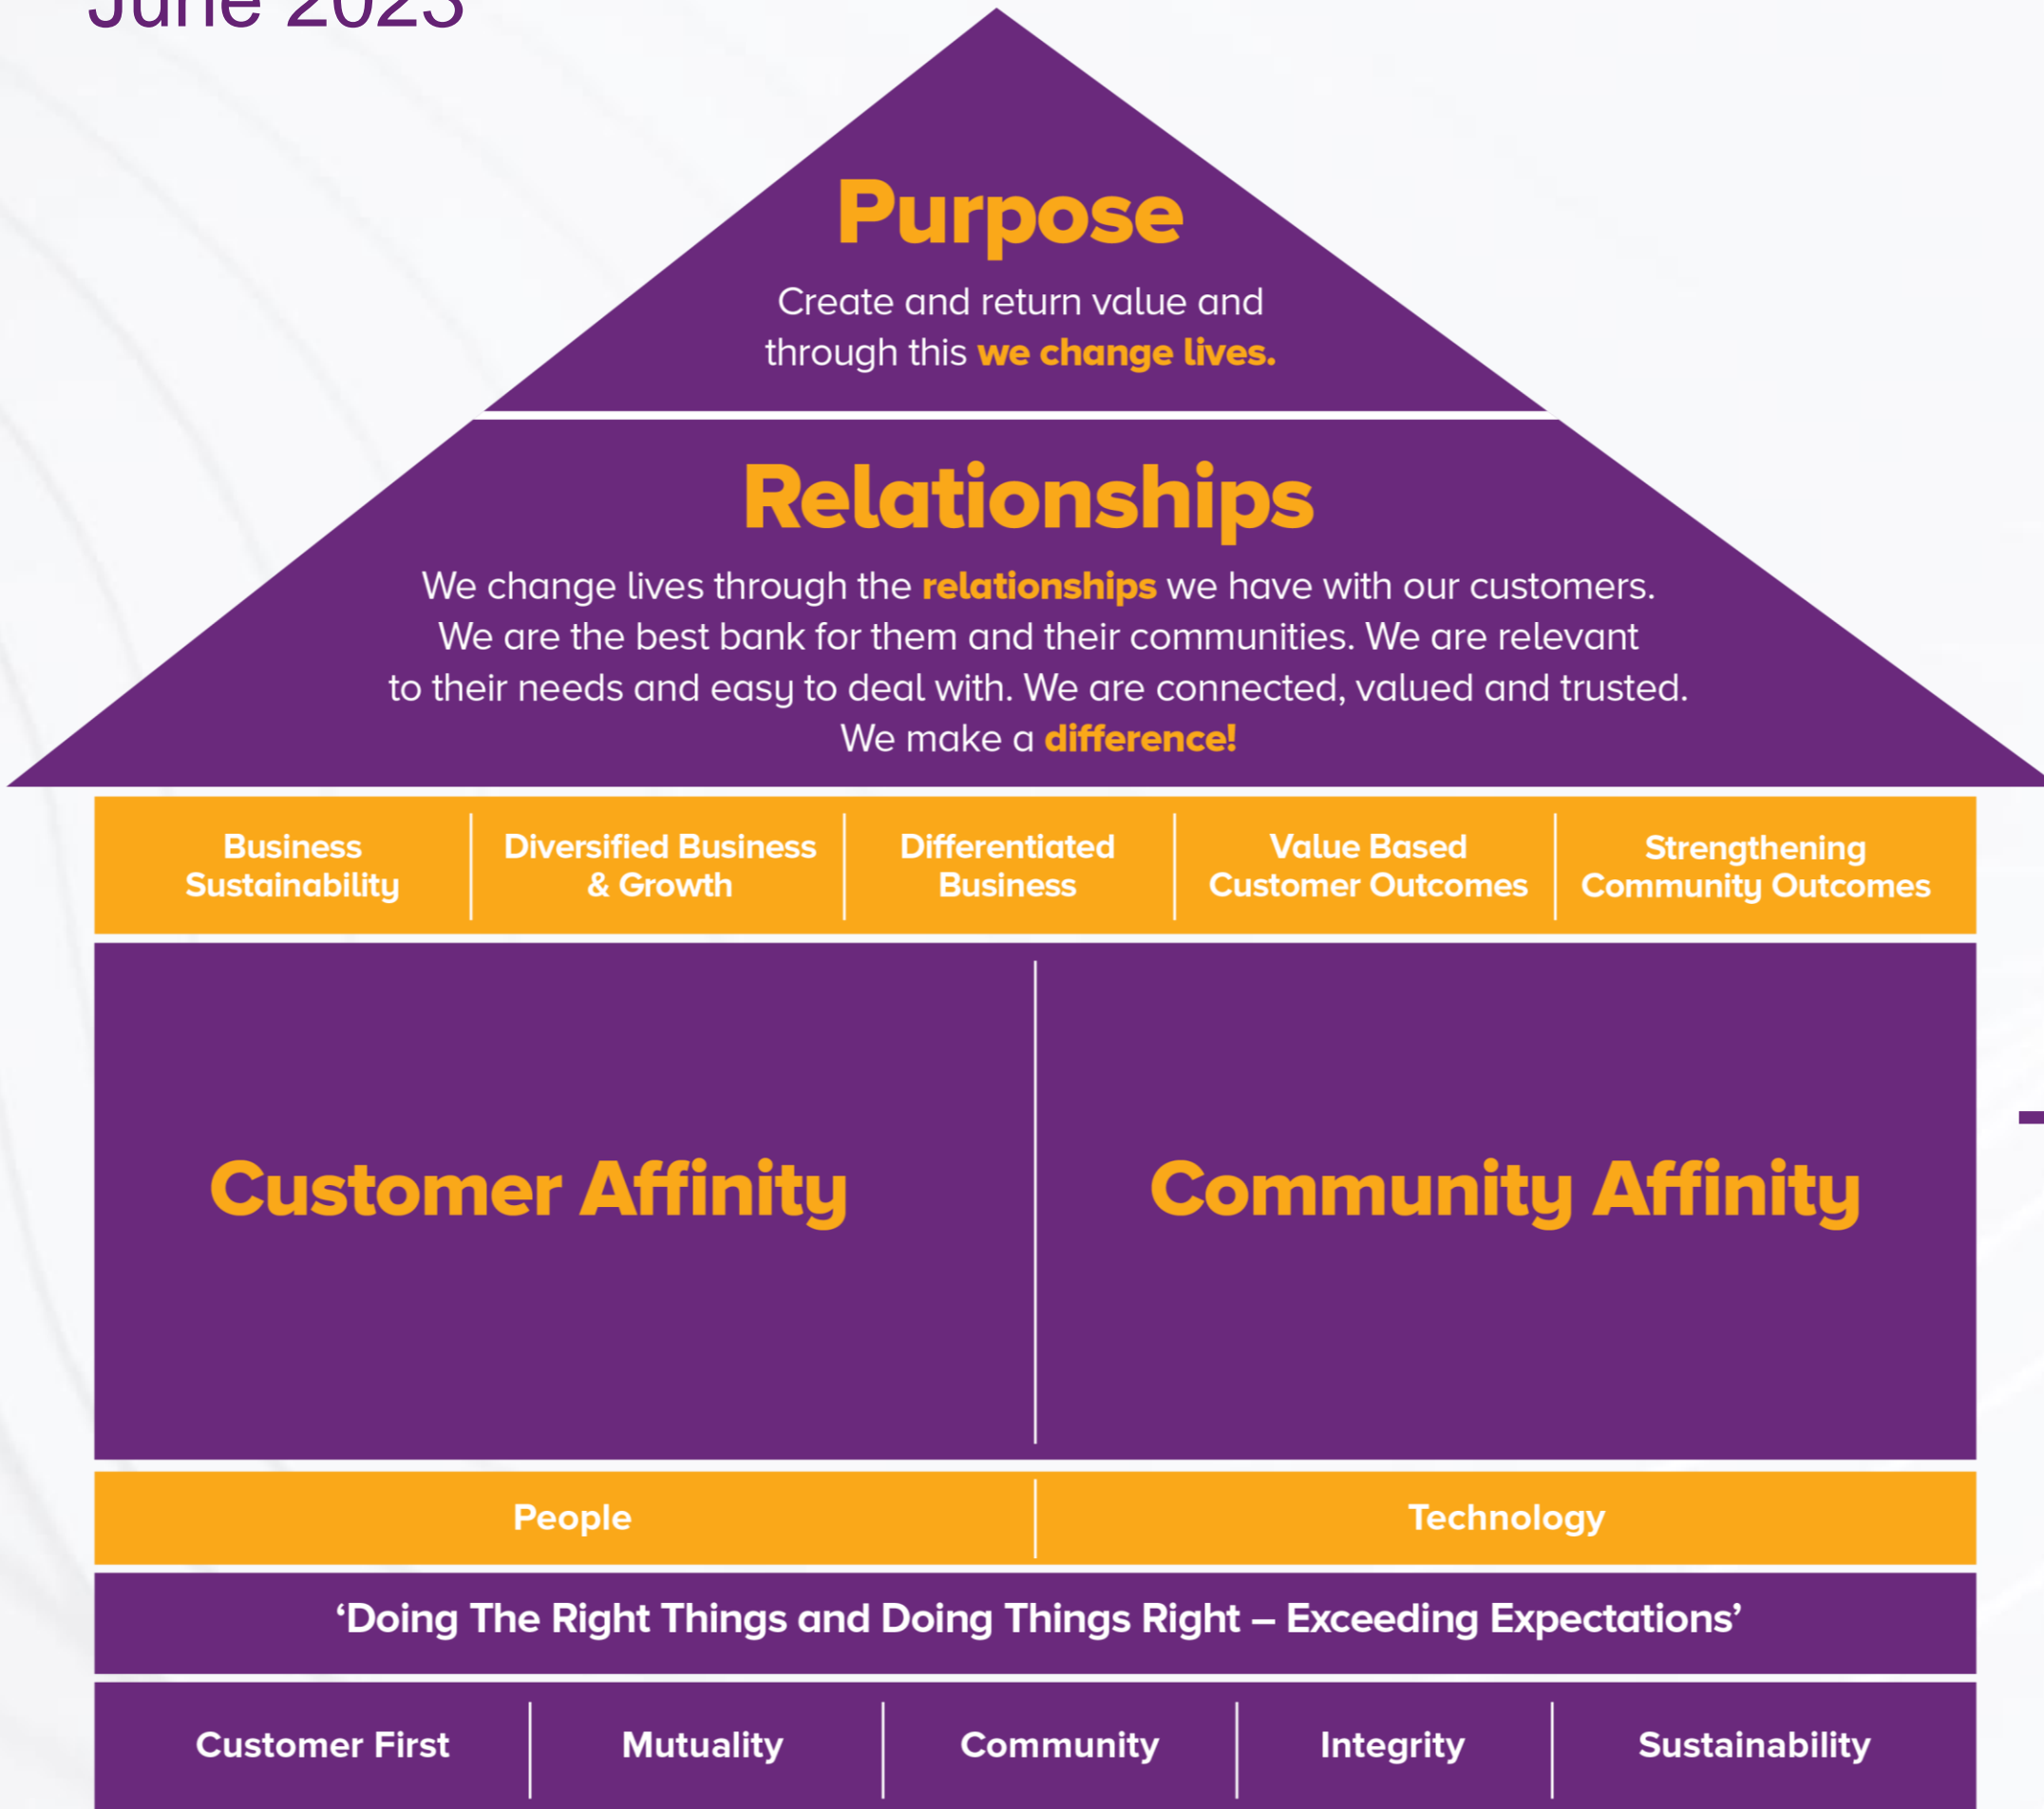 June 2023
Purpose
Create and return value and
through this we change lives.
Relationships
We change lives through the relationships we have with our customers.
We are the best bank for them and their communities. We are relevant
to their needs and easy to deal with. We are connected, valued and trusted.
We make a difference!
Business
Sustainability
Diversified Business
& Growth
Differentiated
Business
Value Based
Customer Outcomes
Strengthening
Community Outcomes
Customer Affinity
Community Affinity
People
Technology
‘Doing The Right Things and Doing Things Right – Exceeding Expectations’
Customer First
Mutuality
Community
Integrity
Sustainability